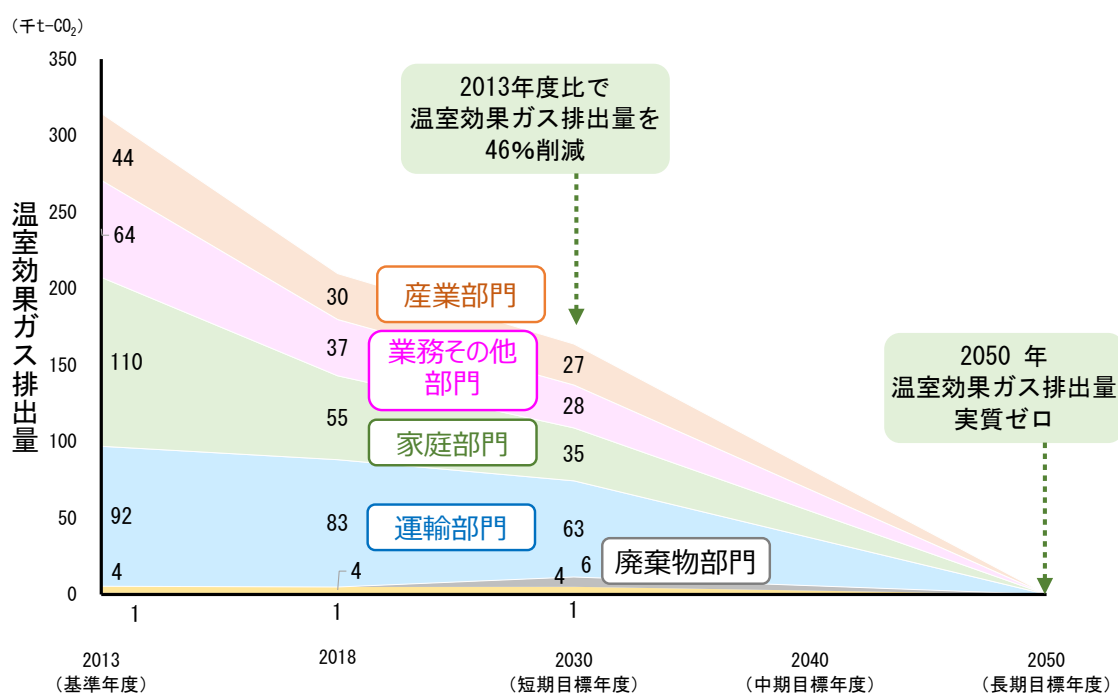 （千t-CO₂）
350
300
250
200
150
100
50
0
温室効果ガス排出量
2013年度比で
温室効果ガス排出量を
46%削減
2050 年
温室効果ガス排出量
実質ゼロ
産業部門
業務その他
部門
家庭部門
運輸部門
廃棄物部門
44
64
110
92
4
1
30
37
55
83
4
1
27
28
35
63
6
4
1
2013
（基準年度）
2018
2030
（短期目標年度）
2040
（中期目標年度）
2050
（長期目標年度）